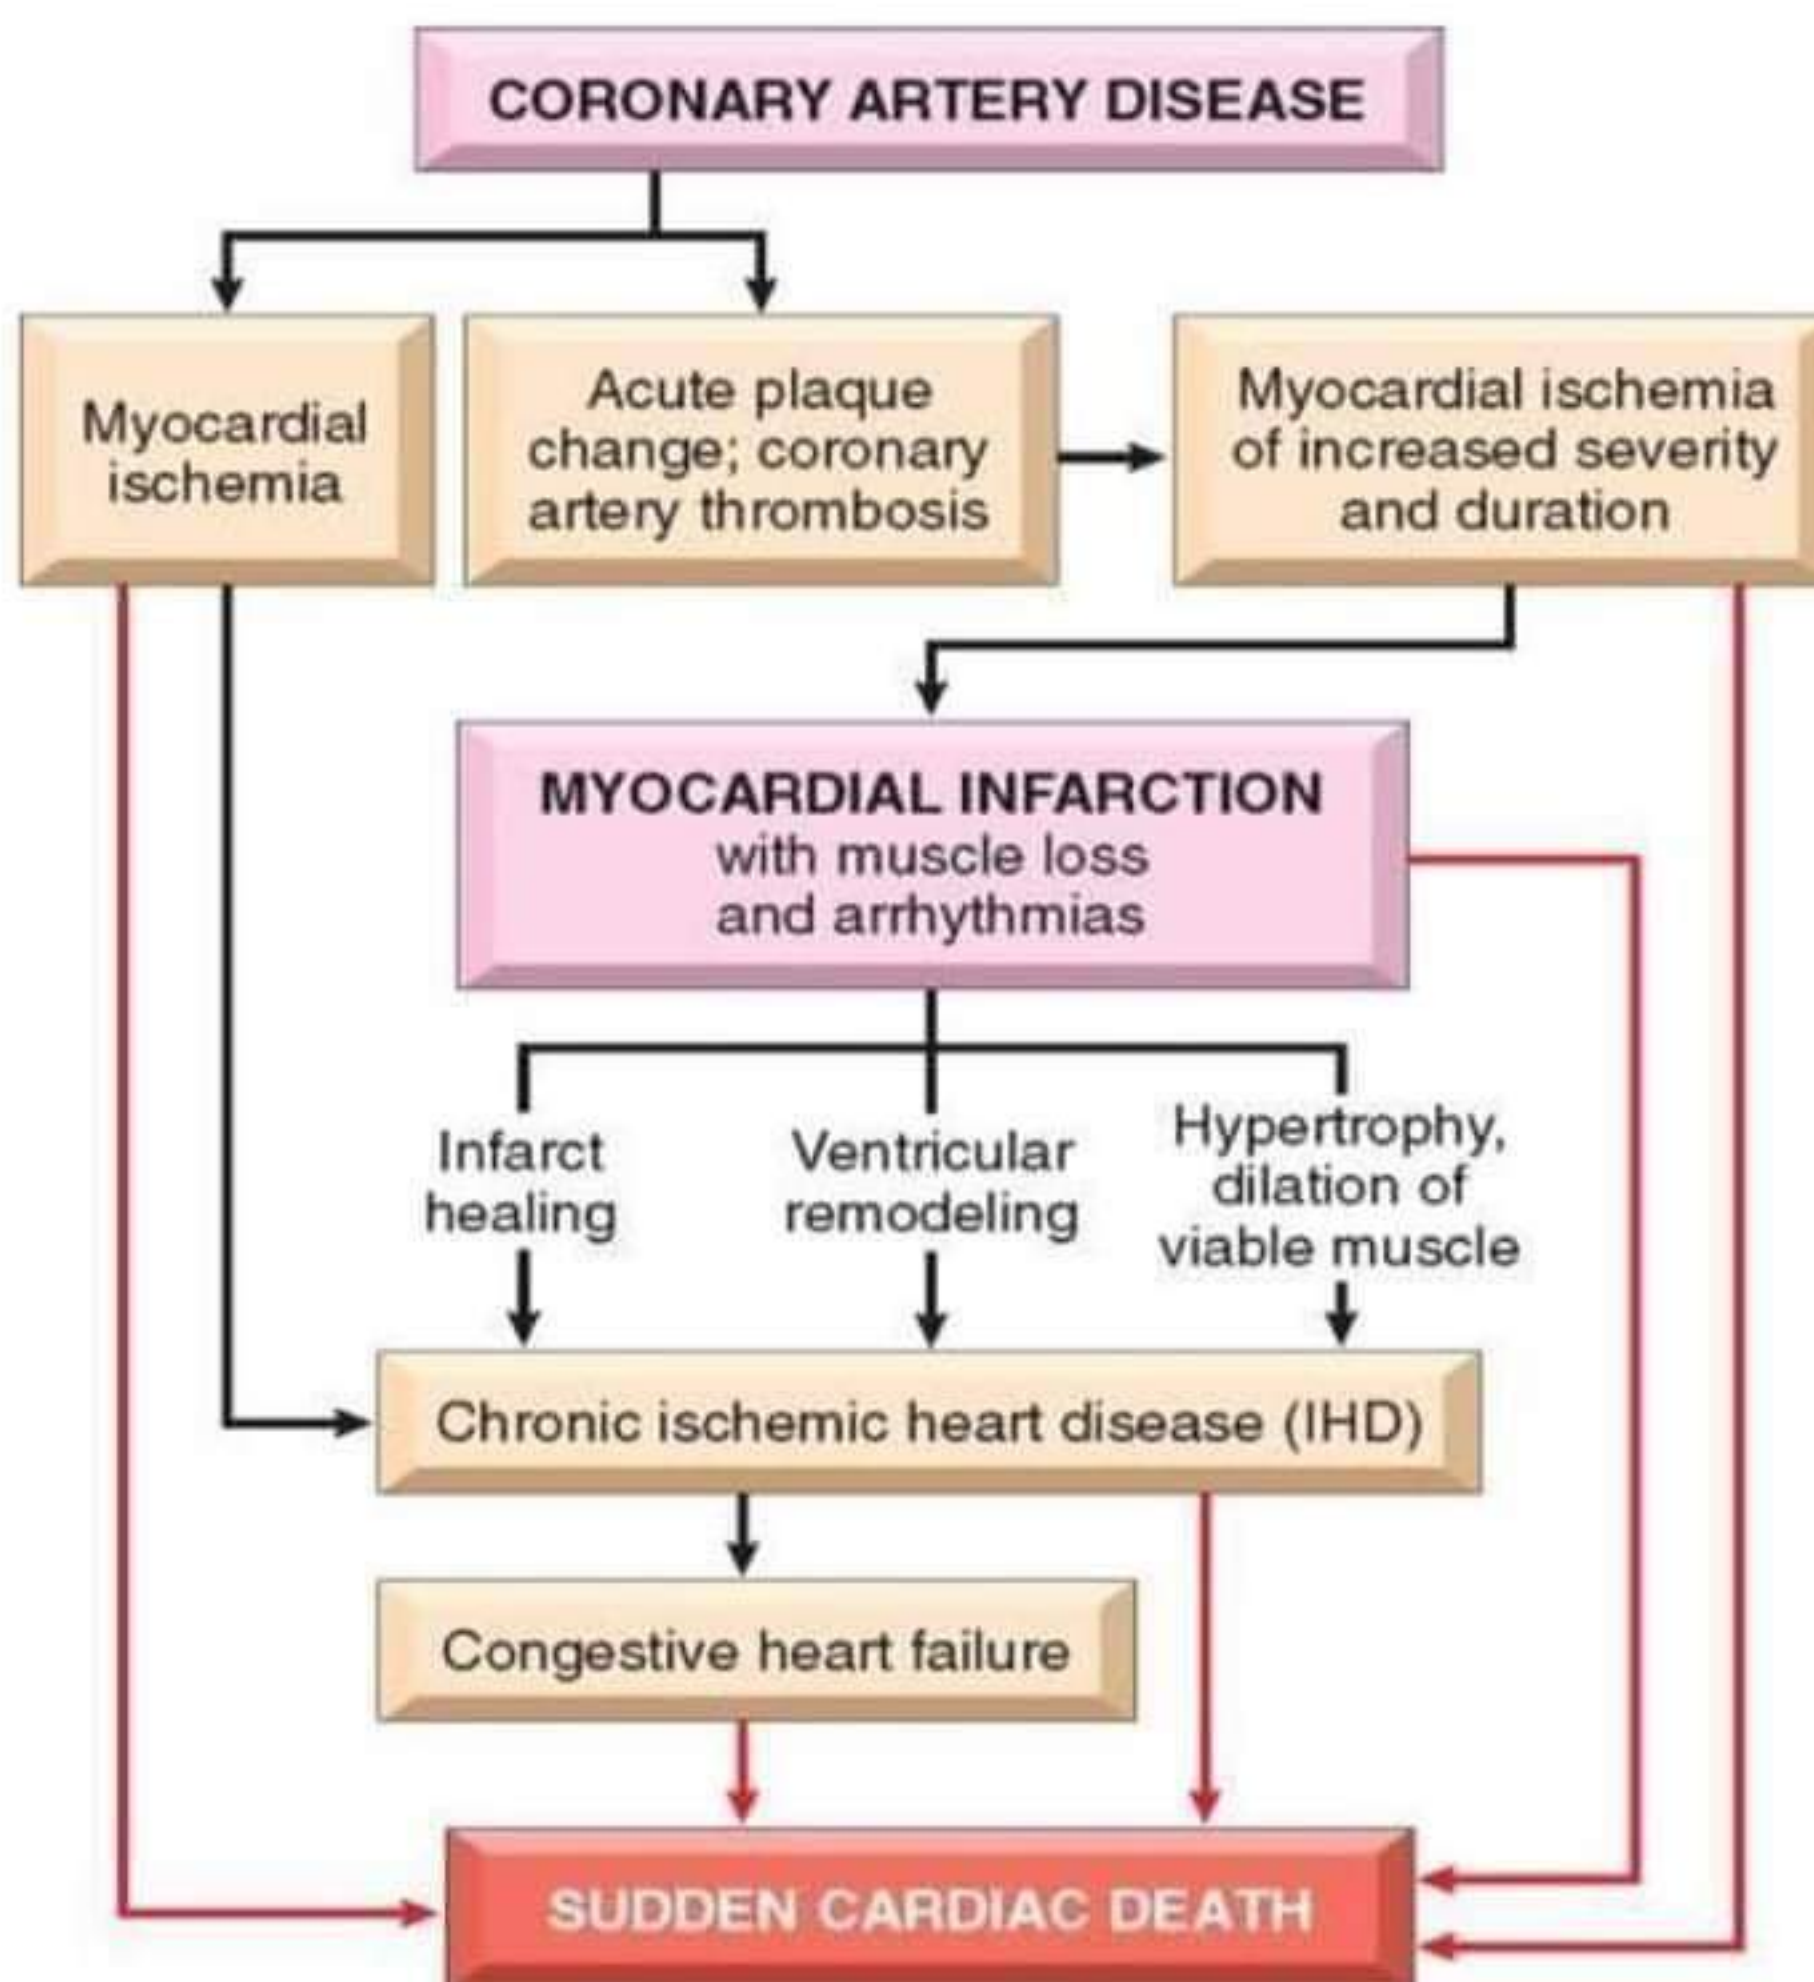 CORONARY ARTERY DISEASE
Myocardial
ischemia
Acute plaque
change; coronary
artery thrombosis
Myocardial ischemia
of increased severity
and duration
MYOCARDIAL INFARCTION
with muscle loss
and arrhythmias
Infarct
healing
Ventricular
remodeling
Hypertrophy,
dilation of
viable muscle
Chronic ischemic heart disease (IHD)
Congestive heart failure
SUDDEN CARDIAC DEATH